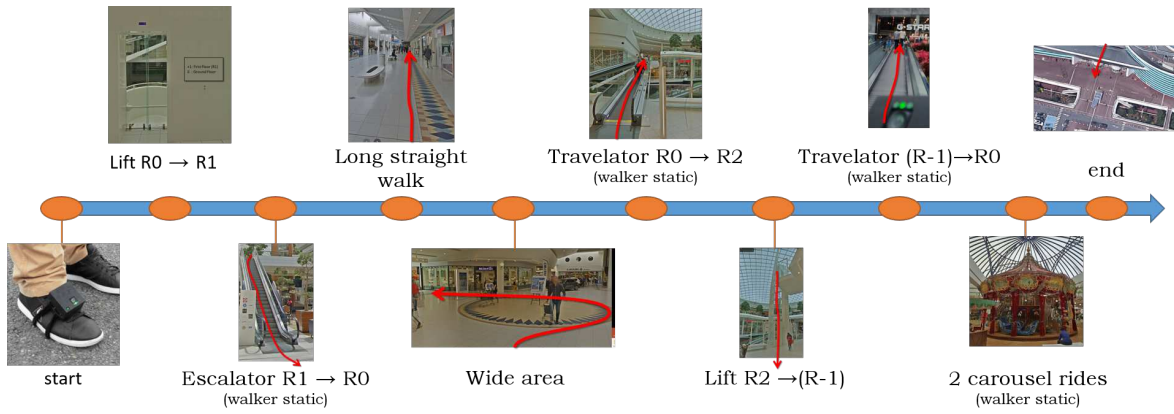 Lift R0 → R1
Long straight
walk
Travelator R0 → R2
(walker static)
G-STAR
Travelator (R-1)→R0
(walker static)
end
start
Escalator R1 → R0
(walker static)
Wide area
Lift R2 →(R-1)
2 carousel rides
(walker static)